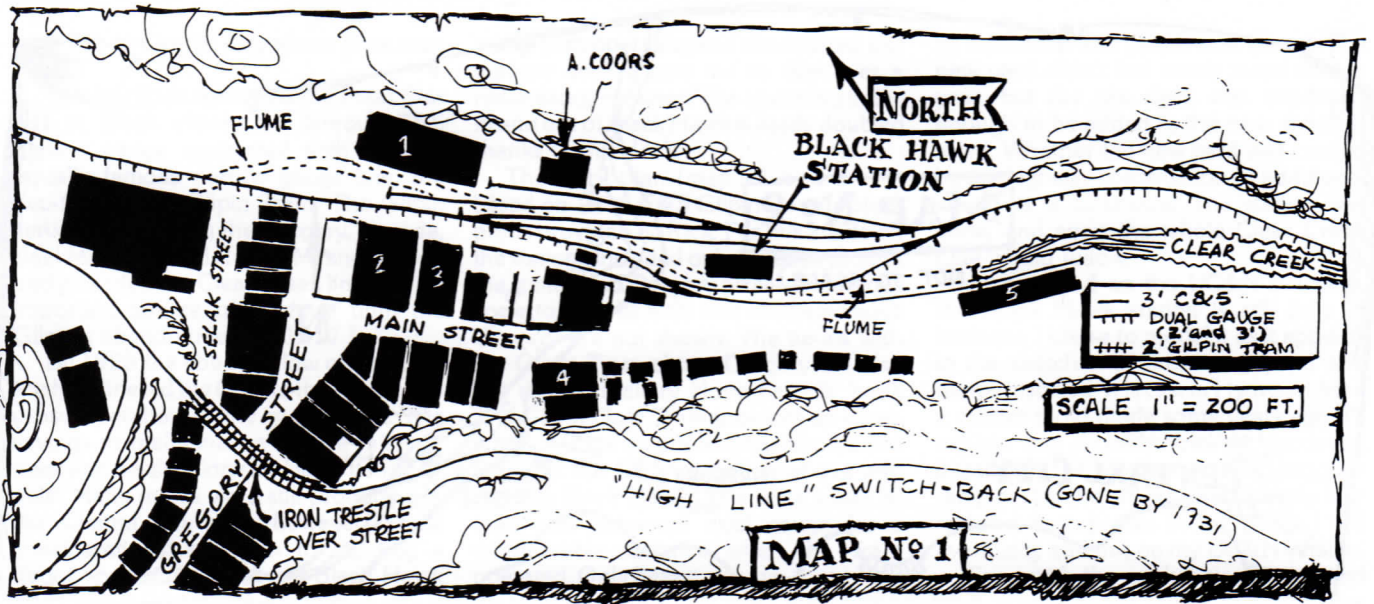 A. COORS
NORTH
BLACK HAWK
STATION
FLUME
1
CLEAR CREEK
SELAK STREET
2
3
5
3' C&S
DUAL GAUGE
(2' and 3')
2' GILPIN TRAM
MAIN STREET
FLUME
STREET
4
SCALE 1" = 200 FT.
GREGORY
IRON TRESTLE
OVER STREET
"HIGH LINE" SWITCH-BACK (GONE BY 1931)
MAP Nº 1